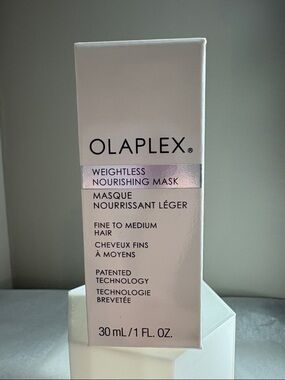 OLAPLEX®
WEIGHTLESS
NOURISHING MASK
MASQUE
NOURRISSANT LÉGER
FINE TO MEDIUM
HAIR
CHEVEUX FINS
À MOYENS
PATENTED
TECHNOLOGY
TECHNOLOGIE
BREVETÉE
30 mL/1 FL. OZ.